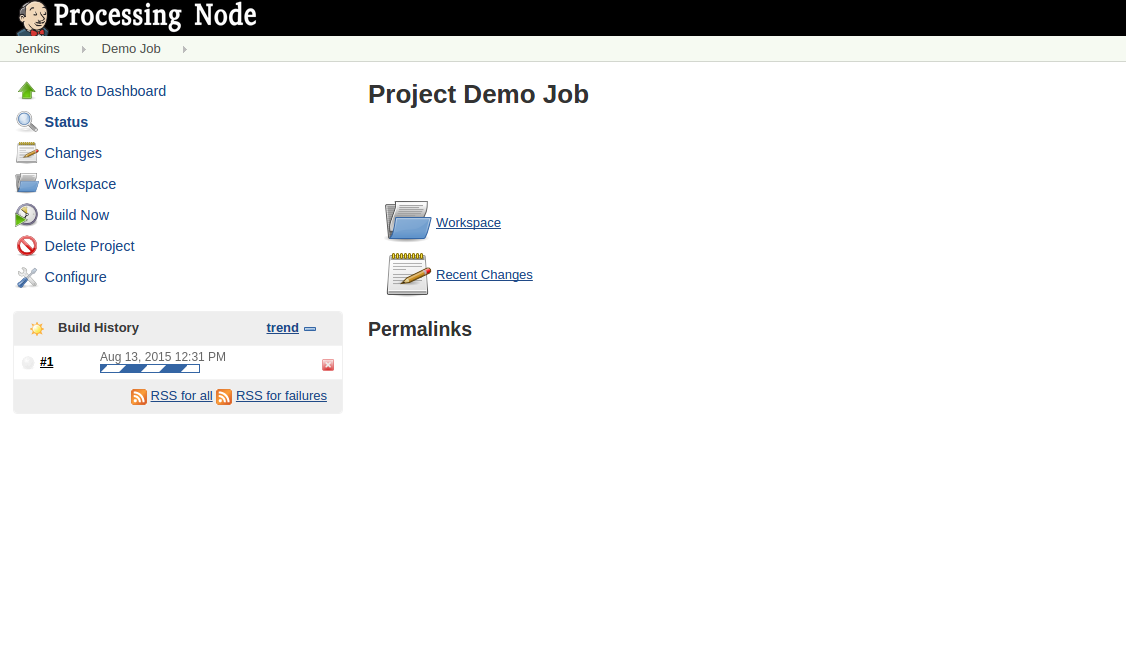 Processing Node
Jenkins Demo Job
Back to Dashboard
Status
Changes
Workspace
Build Now
Delete Project
Configure
Build History trend
#1 Aug 13, 2015 12:31 PM
RSS for all RSS for failures
Project Demo Job
Workspace
Recent Changes
Permalinks